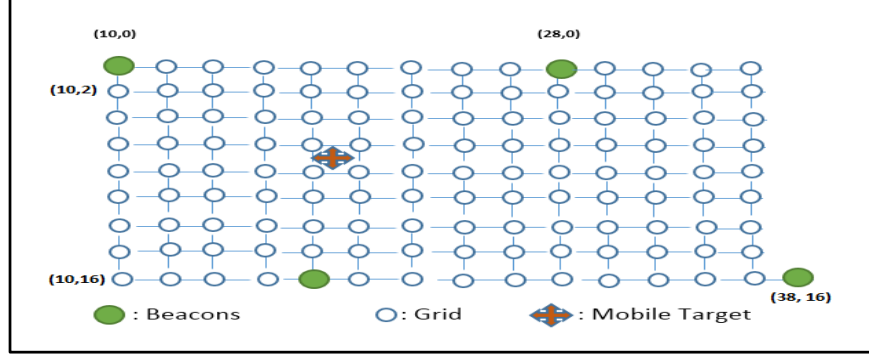 (10,0) (28,0)
(10,2)
(10,16)
(38, 16)
: Beacons : Grid : Mobile Target